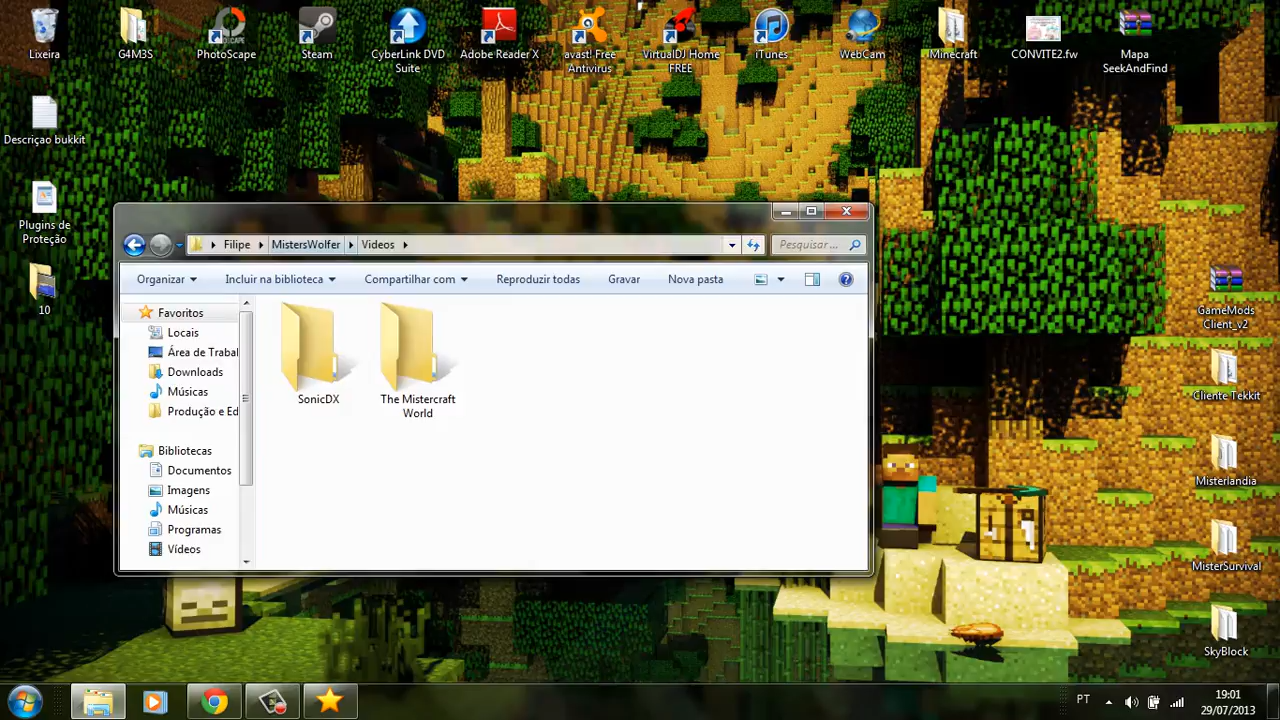 Lixeira
G4M3S
PhotoScape
Steam
CyberLink DVD
Suite
Adobe Reader X
avast! Free
Antivirus
VirtualDJ Home
FREE
iTunes
WebCam
Minecraft
CONVITE2.fw
Mapa
SeekAndFind
Descriçao bukkit
Plugins de
Proteção
10
Filipe
MistersWolfer
Videos
Pesquisar ...
Organizar
Incluir na biblioteca
Compartilhar com
Reproduzir todas
Gravar
Nova pasta
Favoritos
Locais
Área de Trabal
Downloads
Músicas
Produção e Ed
Bibliotecas
Documentos
Imagens
Músicas
Programas
Vídeos
SonicDX
The Mistercraft
World
GameMods
Client_v2
Cliente Tekkit
Misterlandia
MisterSurvival
SkyBlock
PT
19:01
29/07/2013